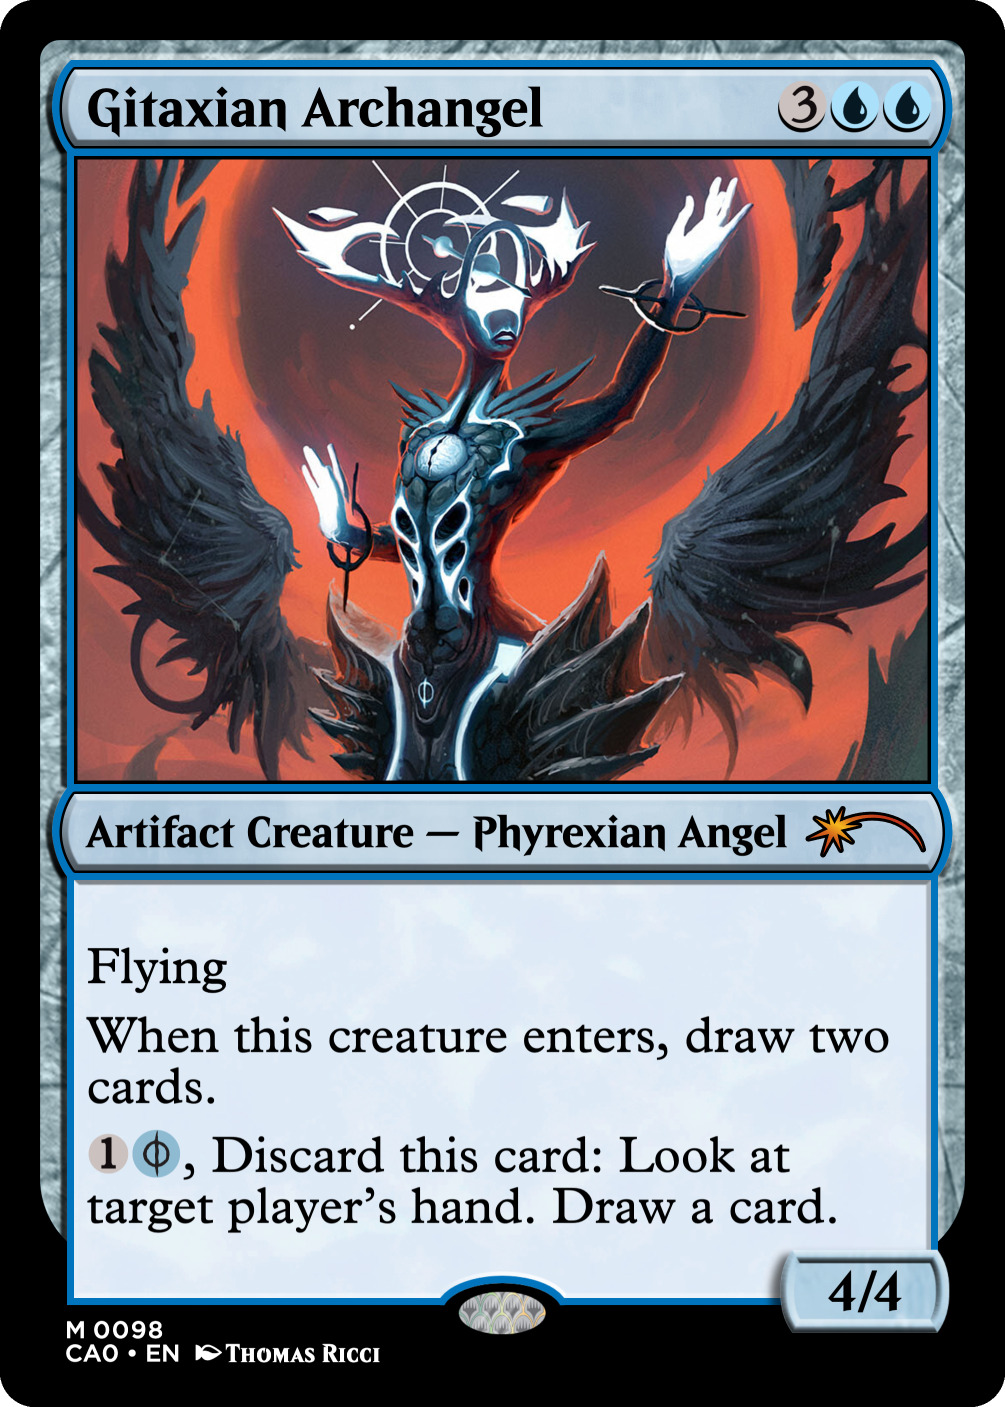 Gitaxian Archangel 3
Artifact Creature — Phyrexian Angel
Flying
When this creature enters, draw two
cards.
1 Φ, Discard this card: Look at
target player's hand. Draw a card.
4/4
M 0098
CAO • EN Thomas Ricci